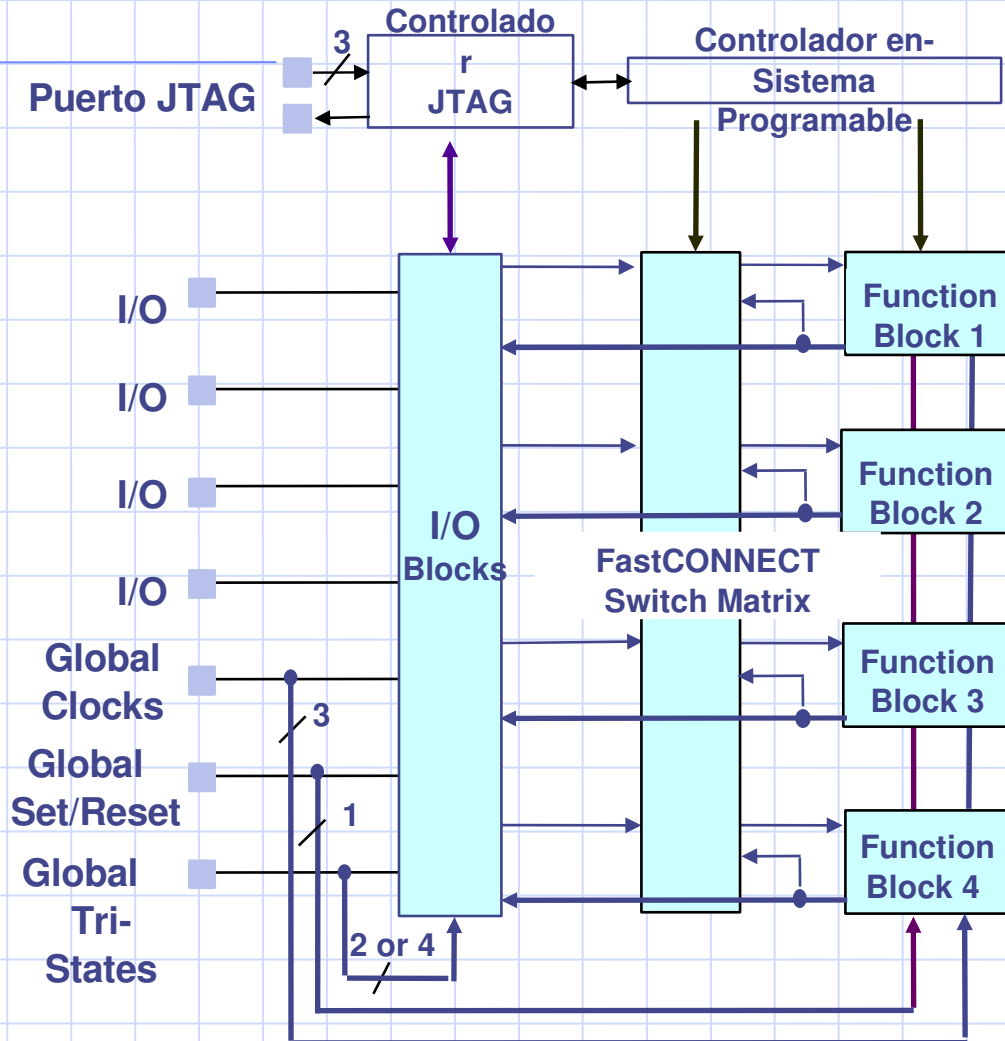 Controlado
r
JTAG
3
Puerto JTAG
Controlador en-
Sistema
Programable
I/O
I/O
I/O
I/O
Global
Clocks
3
Global
Set/Reset
1
Global
Tri-
States
2 or 4
I/O
Blocks
FastCONNECT
Switch Matrix
Function
Block 1
Function
Block 2
Function
Block 3
Function
Block 4